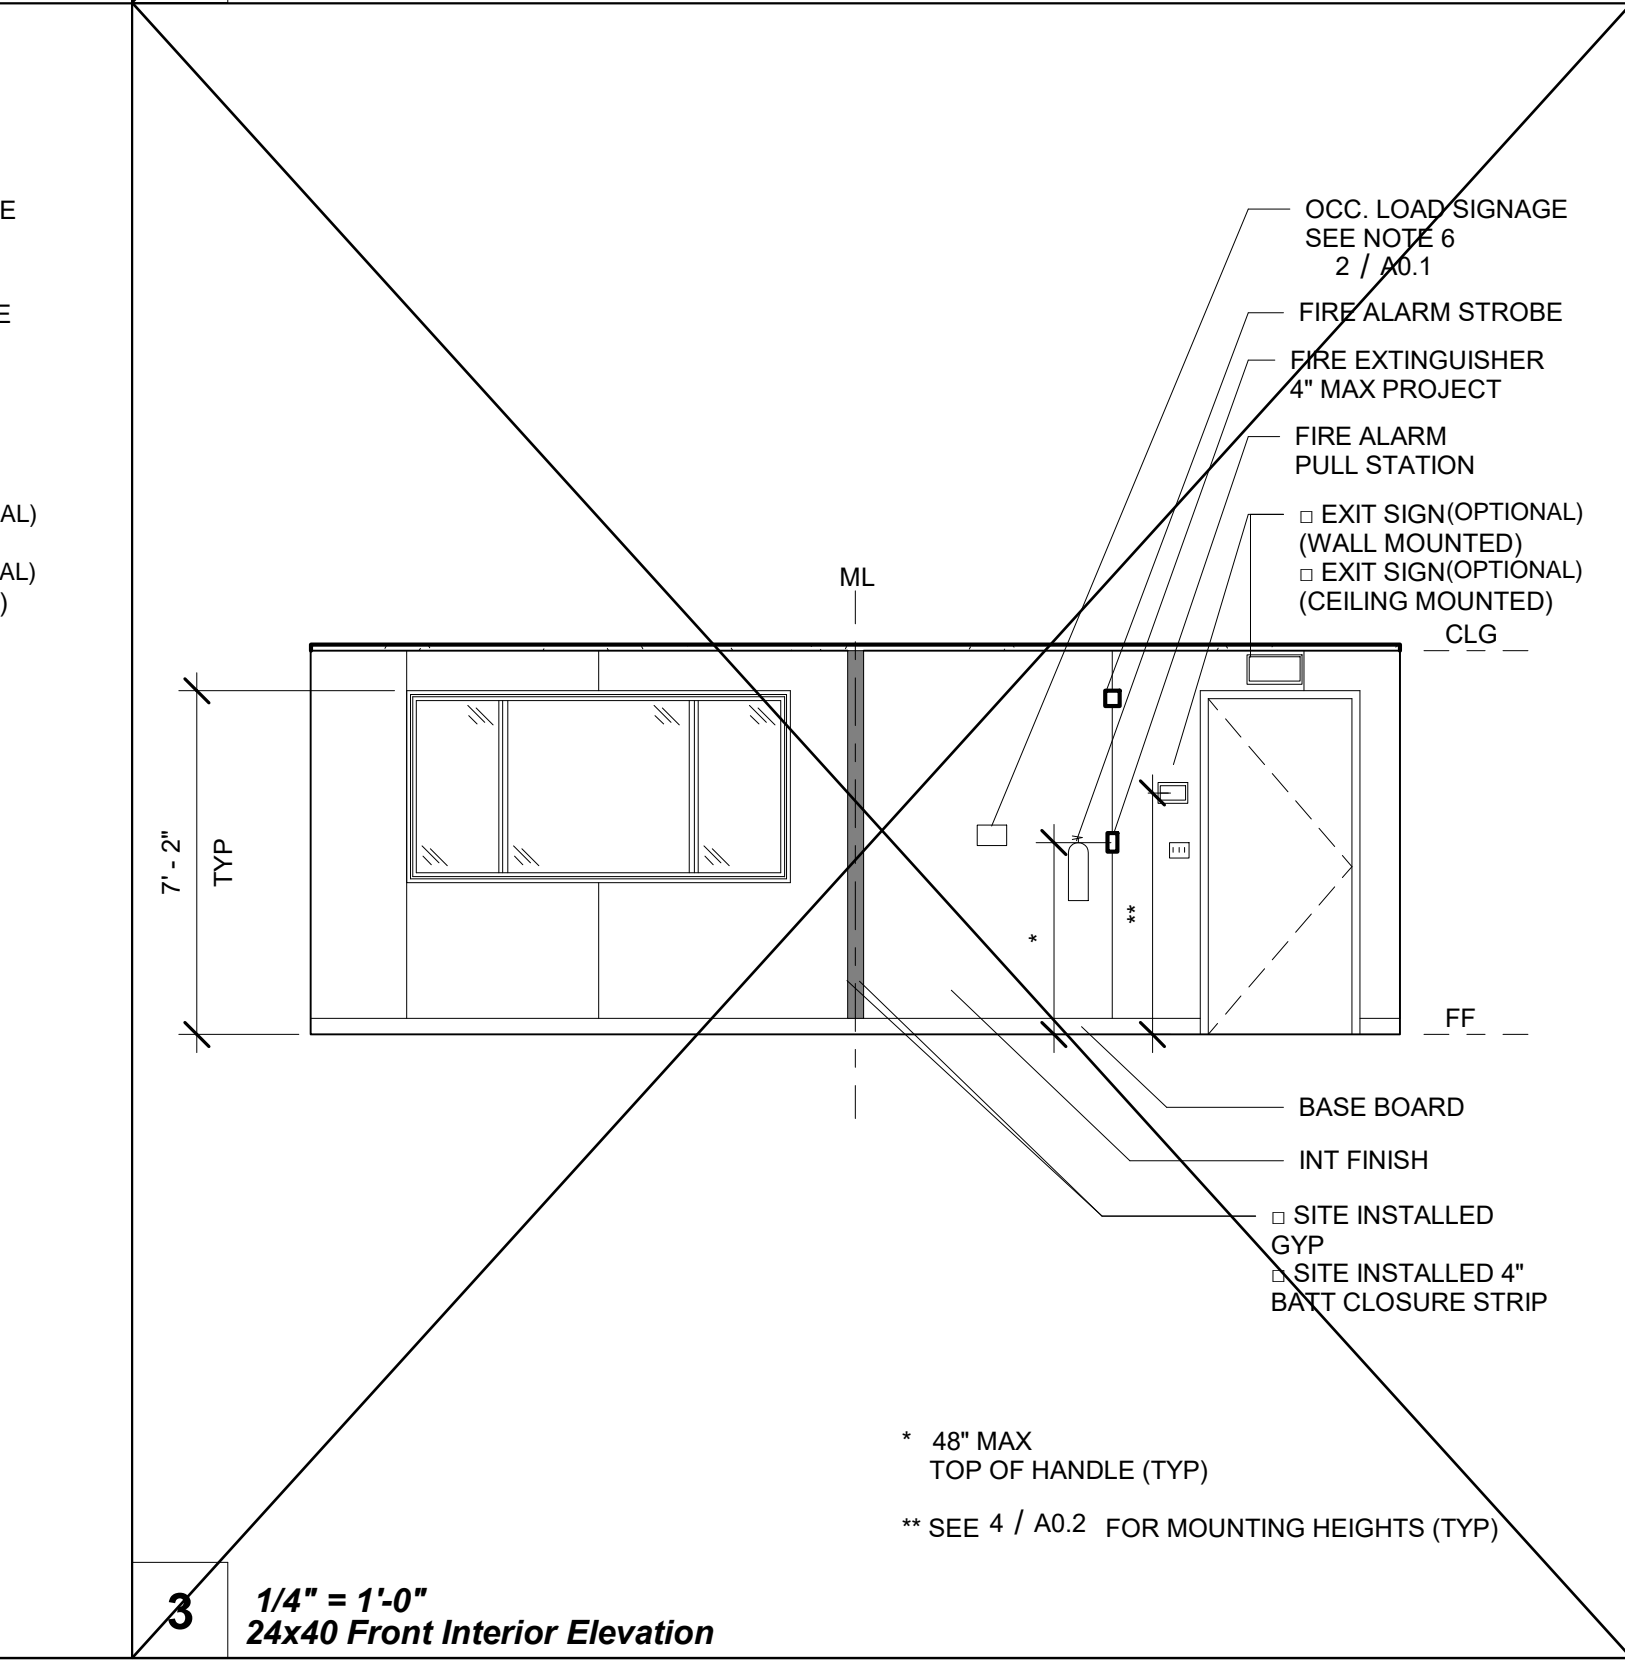 E
E
AL)
AL)
)
OCC. LOAD SIGNAGE
SEE NOTE 6
2 / A0.1
FIRE ALARM STROBE
FIRE EXTINGUISHER
4" MAX PROJECT
FIRE ALARM
PULL STATION
□ EXIT SIGN(OPTIONAL)
(WALL MOUNTED)
□ EXIT SIGN(OPTIONAL)
(CEILING MOUNTED)
CLG
ML
7' - 2"
TYP
*
**
FF
BASE BOARD
INT FINISH
□ SITE INSTALLED
GYP
□ SITE INSTALLED 4"
BATT CLOSURE STRIP
* 48" MAX
TOP OF HANDLE (TYP)
** SEE 4 / A0.2 FOR MOUNTING HEIGHTS (TYP)
3
1/4" = 1'-0"
24x40 Front Interior Elevation